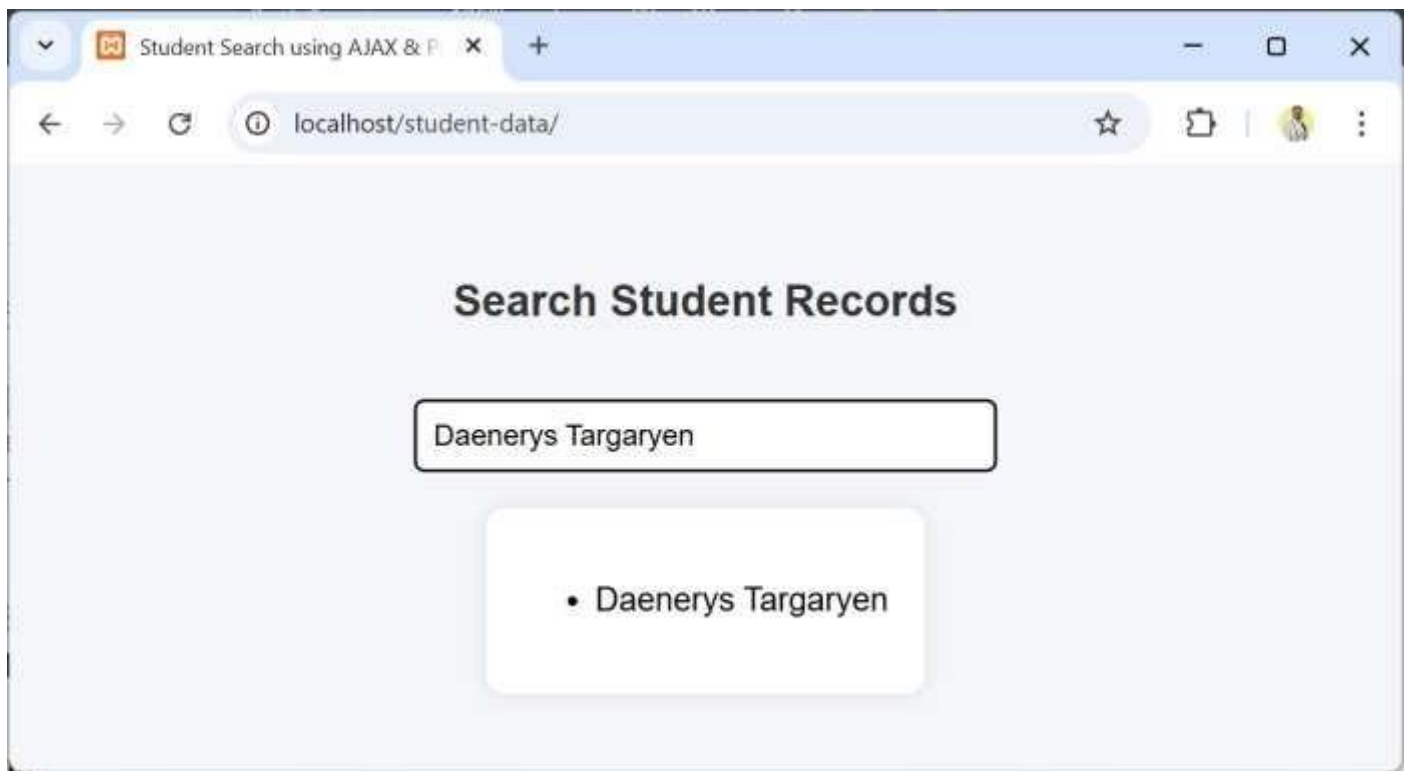 Student Search using AJAX & P
localhost/student-data/
Search Student Records
Daenerys Targaryen
• Daenerys Targaryen